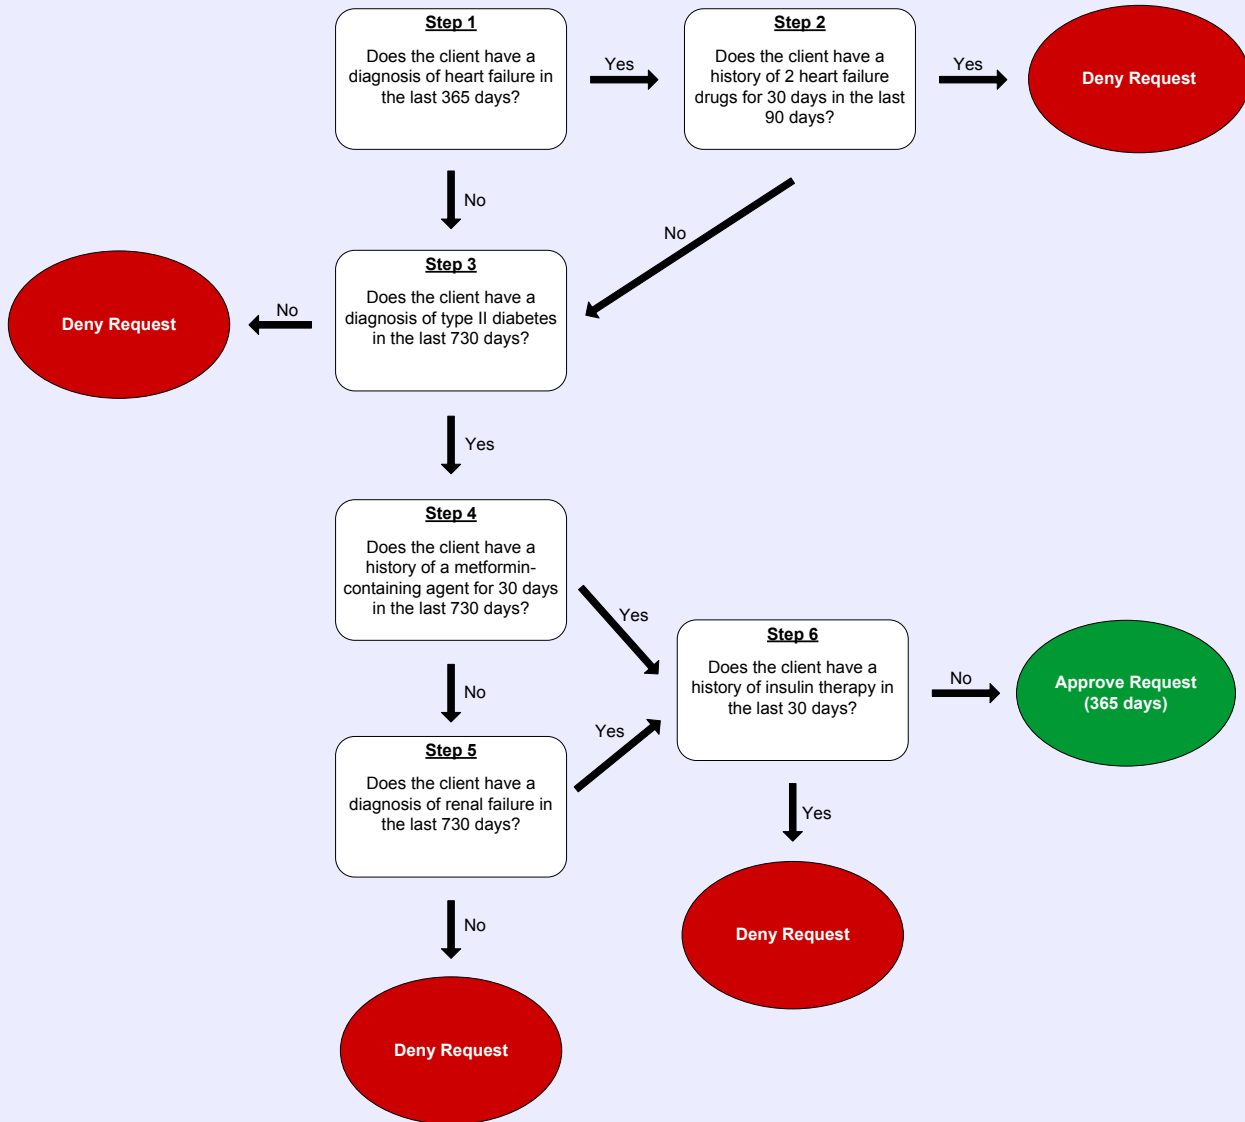 Step 1
Does the client have a
diagnosis of heart failure in
the last 365 days?
Yes
Step 2
Does the client have a
history of 2 heart failure
drugs for 30 days in the last
90 days?
Yes
Deny Request
No
No
Step 3
Does the client have a
diagnosis of type II diabetes
in the last 730 days?
No
Deny Request
Yes
Step 4
Does the client have a
history of a metformin-
containing agent for 30 days
in the last 730 days?
Yes
No
Step 5
Does the client have a
diagnosis of renal failure in
the last 730 days?
Yes
No
Deny Request
Step 6
Does the client have a
history of insulin therapy in
the last 30 days?
No
Approve Request
(365 days)
Yes
Deny Request